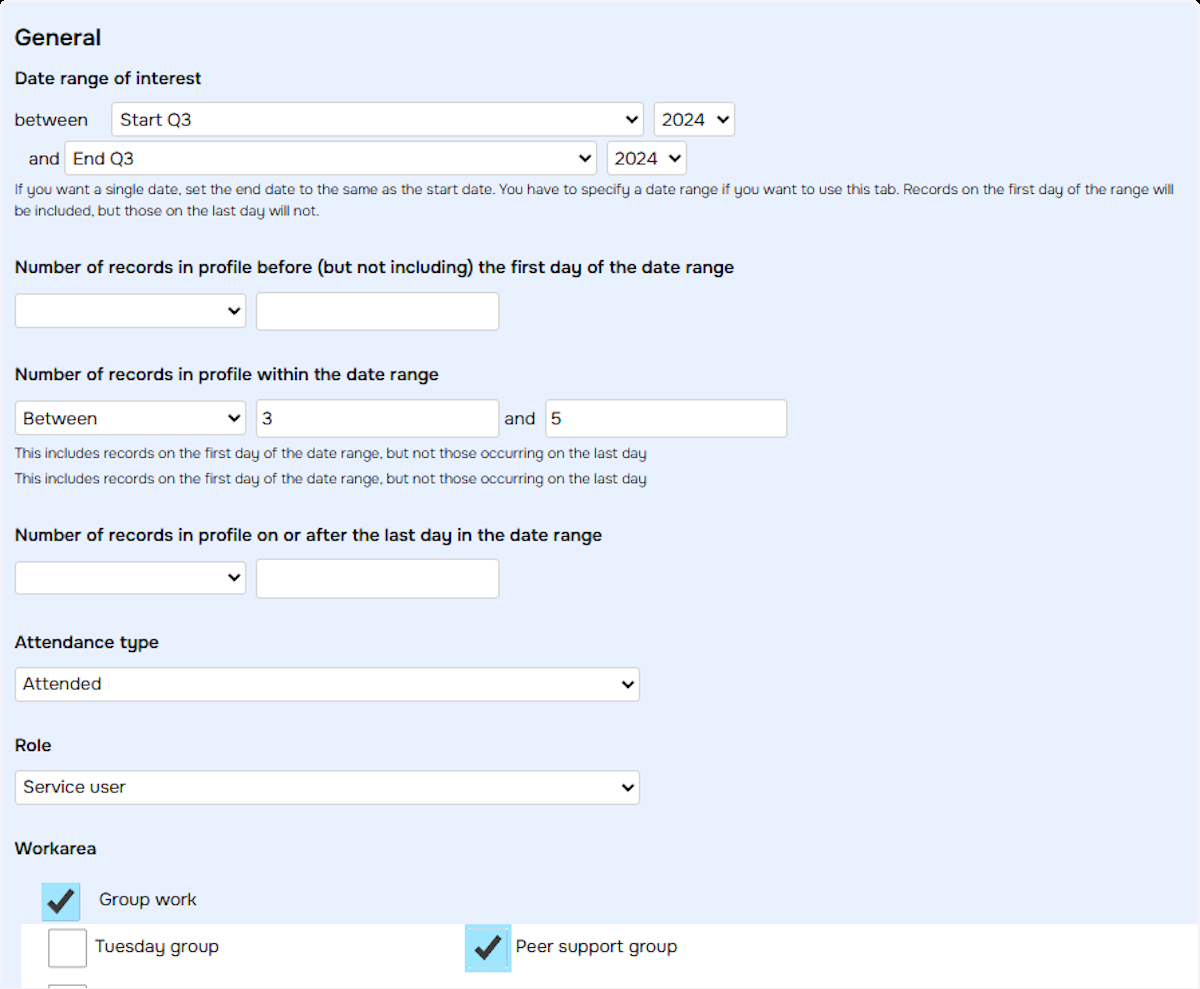 General
Date range of interest
between Start Q3 2024
and End Q3 2024
If you want a single date, set the end date to the same as the start date. You have to specify a date range if you want to use this tab. Records on the first day of the range will
be included, but those on the last day will not.
Number of records in profile before (but not including) the first day of the date range
Number of records in profile within the date range
Between 3 and 5
This includes records on the first day of the date range, but not those occurring on the last day
This includes records on the first day of the date range, but not those occurring on the last day
Number of records in profile on or after the last day in the date range
Attendance type
Attended
Role
Service user
Workarea
Group work
Tuesday group Peer support group